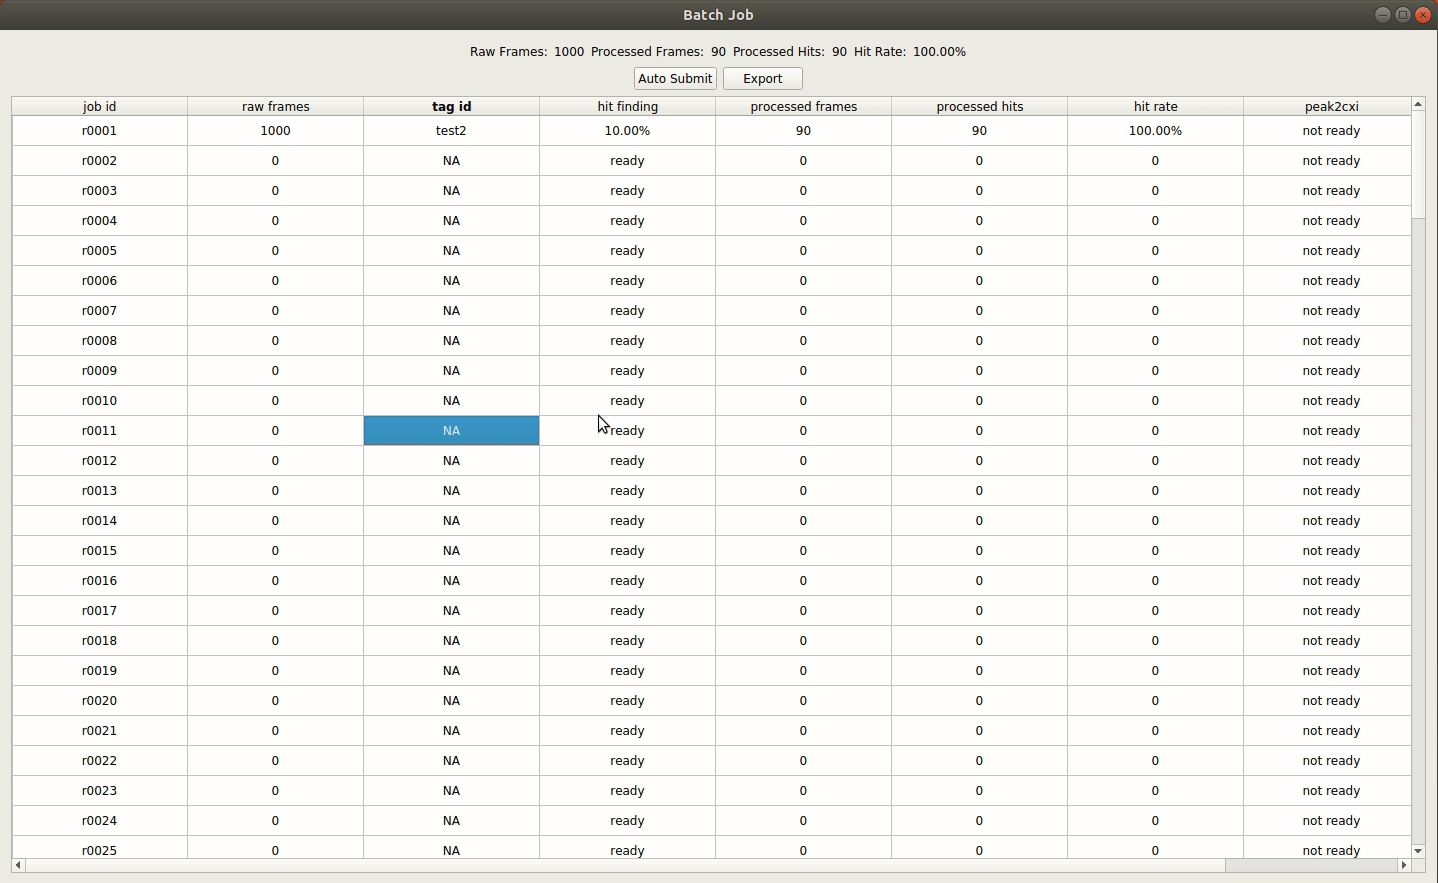 Batch Job
Raw Frames: 1000 Processed Frames: 90 Processed Hits: 90 Hit Rate: 100.00%
Auto Submit Export
job id raw frames tag id hit finding processed frames processed hits hit rate peak2cxi
r0001 1000 test2 10.00% 90 90 100.00% not ready
r0002 0 NA ready 0 0 0 not ready
r0003 0 NA ready 0 0 0 not ready
r0004 0 NA ready 0 0 0 not ready
r0005 0 NA ready 0 0 0 not ready
r0006 0 NA ready 0 0 0 not ready
r0007 0 NA ready 0 0 0 not ready
r0008 0 NA ready 0 0 0 not ready
r0009 0 NA ready 0 0 0 not ready
r0010 0 NA ready 0 0 0 not ready
r0011 0 NA ready 0 0 0 not ready
r0012 0 NA ready 0 0 0 not ready
r0013 0 NA ready 0 0 0 not ready
r0014 0 NA ready 0 0 0 not ready
r0015 0 NA ready 0 0 0 not ready
r0016 0 NA ready 0 0 0 not ready
r0017 0 NA ready 0 0 0 not ready
r0018 0 NA ready 0 0 0 not ready
r0019 0 NA ready 0 0 0 not ready
r0020 0 NA ready 0 0 0 not ready
r0021 0 NA ready 0 0 0 not ready
r0022 0 NA ready 0 0 0 not ready
r0023 0 NA ready 0 0 0 not ready
r0024 0 NA ready 0 0 0 not ready
r0025 0 NA ready 0 0 0 not ready